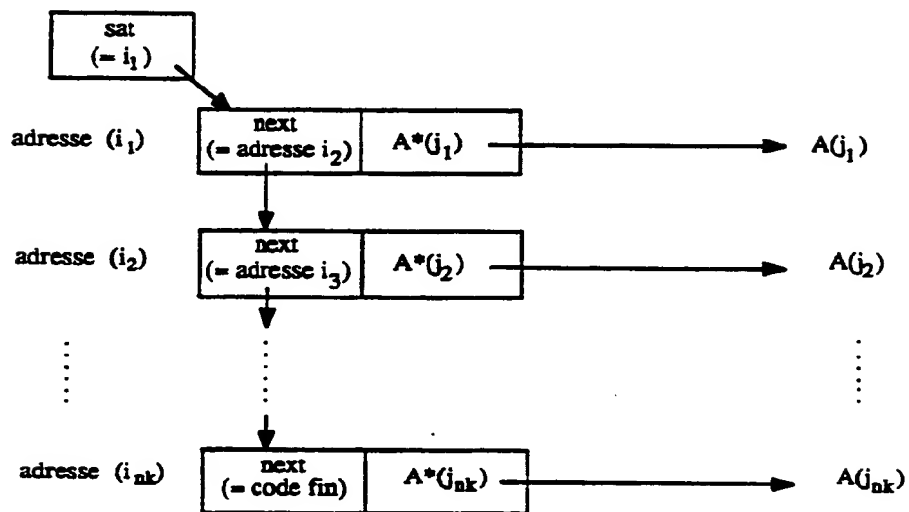 sat
(= i₁)
next
adresse (i₁) (= adresse i₂) A*(j₁) A(j₁)
next
adresse (i₂) (= adresse i₃) A*(j₂) A(j₂)
next
adresse (iₙₖ) (= code fin) A*(jₙₖ) A(jₙₖ)